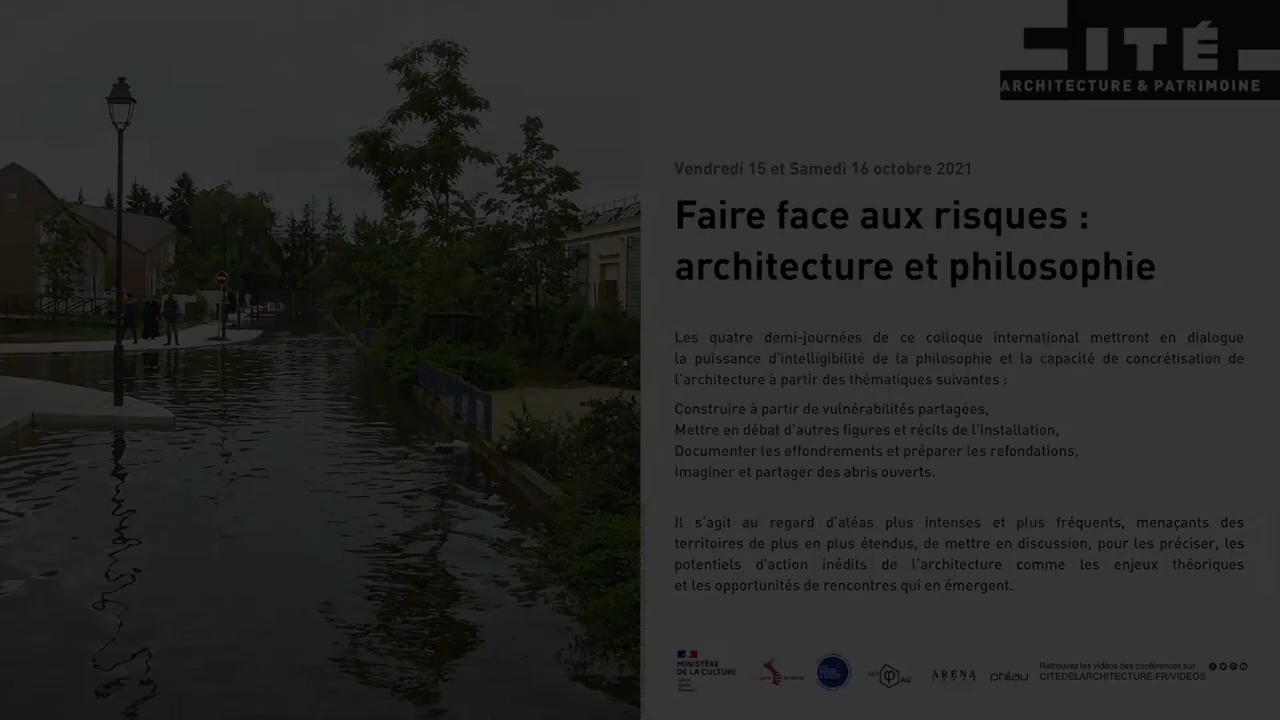 CITÉ
ARCHITECTURE & PATRIMOINE
Vendredi 15 et Samedi 16 octobre 2021
Faire face aux risques :
architecture et philosophie
Les quatre demi-journées de ce colloque international mettront en dialogue
la puissance d'intelligibilité de la philosophie et la capacité de concrétisation de
l'architecture à partir des thématiques suivantes :
Construire à partir de vulnérabilités partagées,
Mettre en débat d'autres figures et récits de l'installation,
Documenter les effondrements et préparer les refondations,
Imaginer et partager des abris ouverts.
Il s'agit au regard d'aléas plus intenses et plus fréquents, menaçants des
territoires de plus en plus étendus, de mettre en discussion, pour les préciser, les
potentiels d'action inédits de l'architecture comme les enjeux théoriques
et les opportunités de rencontres qui en émergent.
MINISTÈRE
DE LA CULTURE
Liberté
Égalité
Fraternité
ARENA
philau
Retrouvez les vidéos des conférences sur
CITEDELARCHITECTURE.FR/VIDEOS